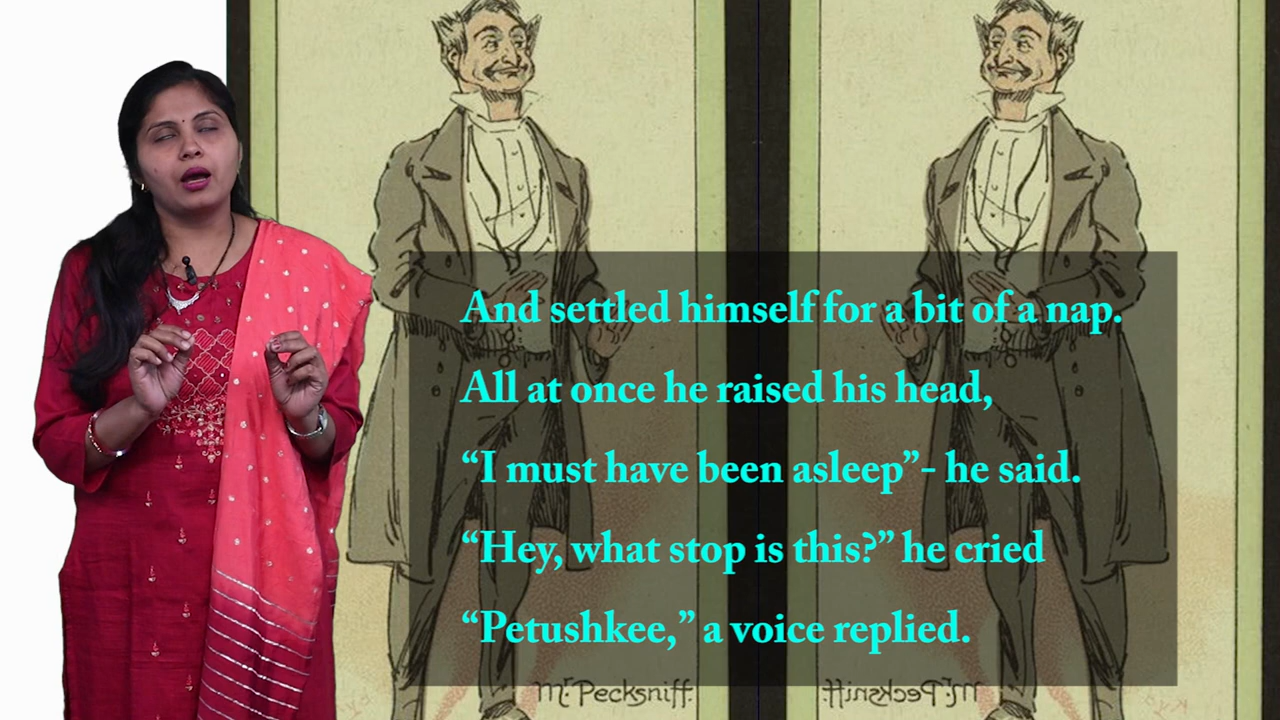 And settled himself for a bit of a nap.
All at once he raised his head,
“I must have been asleep”- he said.
“Hey, what stop is this?” he cried
“Petushkee,” a voice replied.
Mr. Pecksniff.
Mr. Pecksniff.